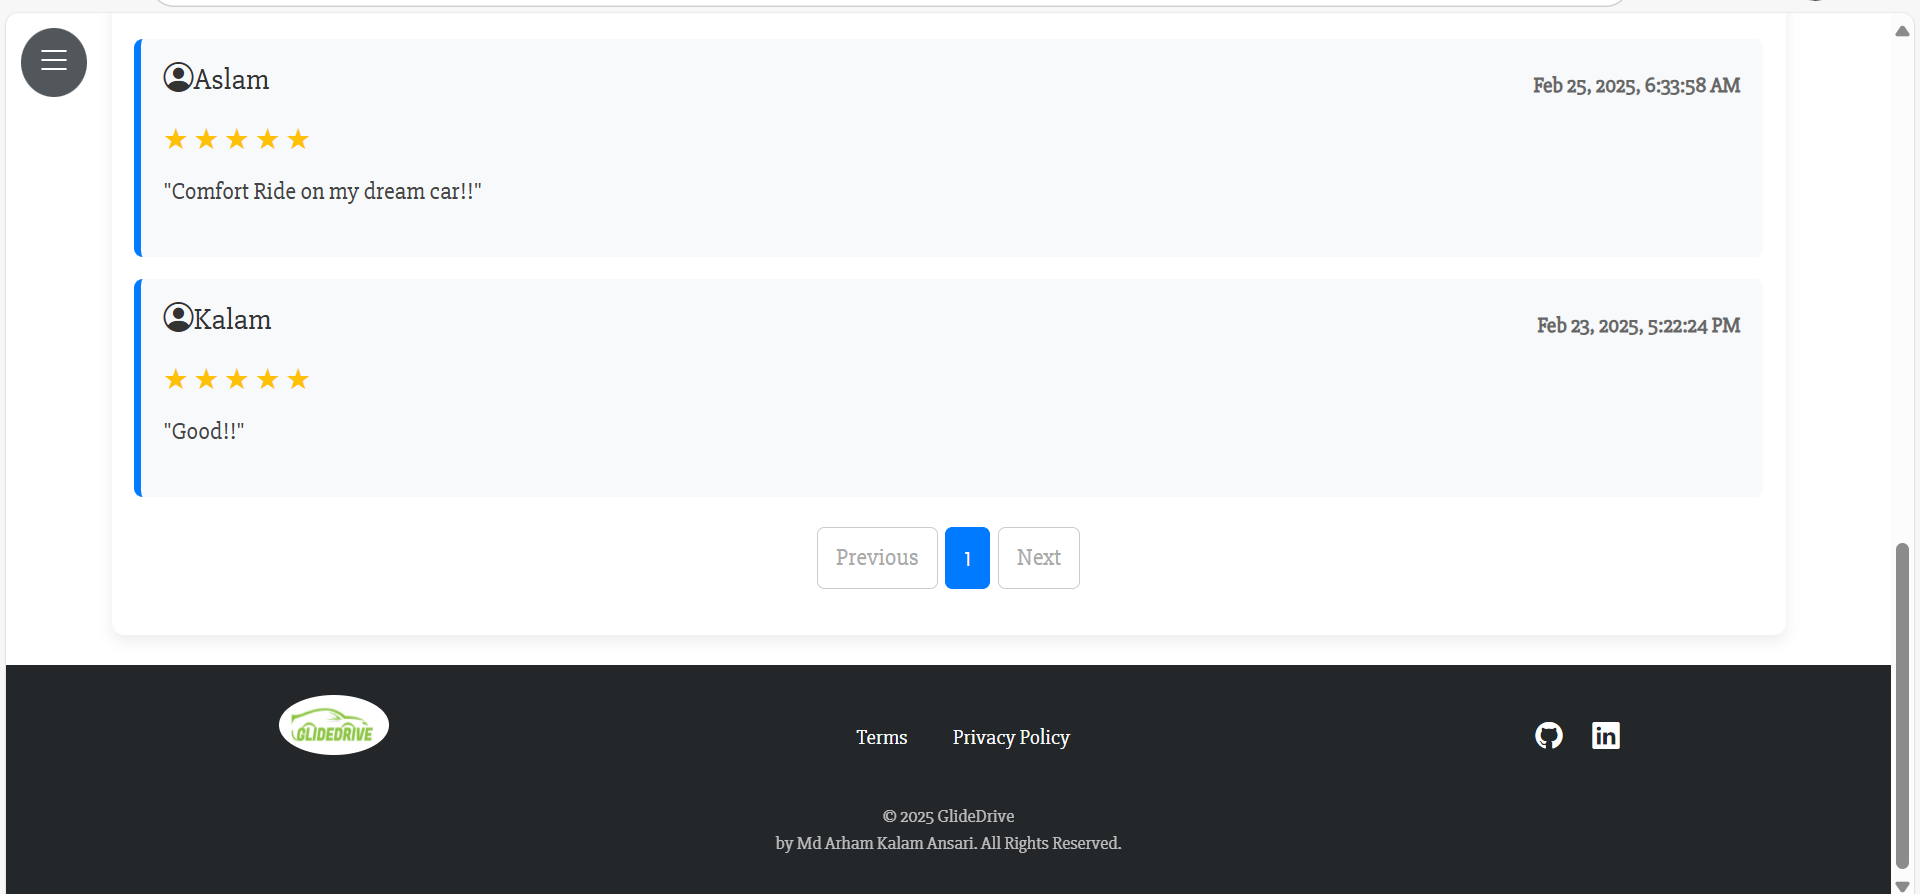 Aslam
Feb 25, 2025, 6:33:58 AM
"Comfort Ride on my dream car!!"
Kalam
Feb 23, 2025, 5:22:24 PM
"Good!!"
Previous 1 Next
GLIDEDRIVE
Terms Privacy Policy
in
© 2025 GlideDrive
by Md Arham Kalam Ansari. All Rights Reserved.